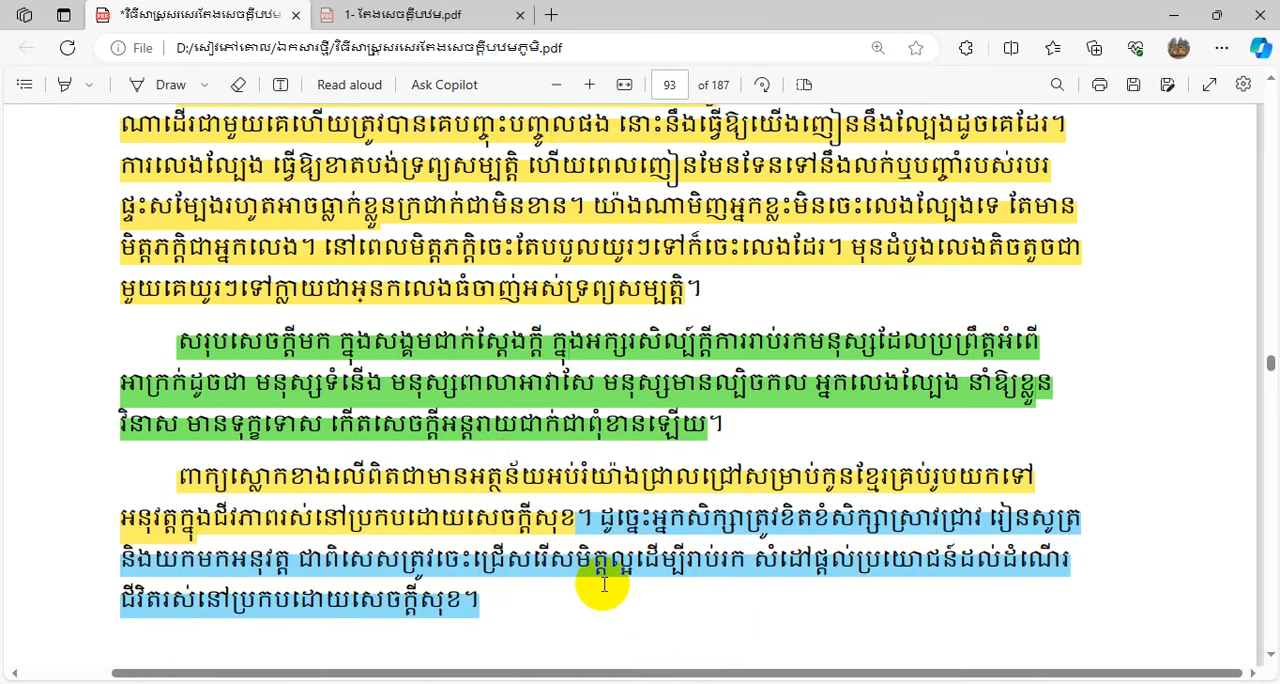 *វិធីសាស្រ្តសរសេរតែងសេចក្តីបឋម
1- តែងសេចក្តីបឋម.pdf
File
D:/សៀវភៅគោល/ឯកសារថ្មី/វិធីសាស្រ្តសរសេរតែងសេចក្តីបឋមភូមិ.pdf
Draw
Read aloud
Ask Copilot
93 of 187
ណាដើរជាមួយគេហើយត្រូវបានគេបញ្ចុះបញ្ចូលផង នោះនឹងធ្វើឱ្យយើងញៀននឹងល្បែងដូចគេដែរ។
ការលេងល្បែង ធ្វើឱ្យខាតបង់ទ្រព្យសម្បត្តិ ហើយពេលញៀនមែនទែនទៅនឹងលក់ឬបញ្ចាំរបស់របរ
ផ្ទះសម្បែងរហូតអាចធ្លាក់ខ្លួនក្រជាក់ជាមិនខាន។ យ៉ាងណាមិញអ្នកខ្លះមិនចេះលេងល្បែងទេ តែមាន
មិត្តភក្តិជាអ្នកលេង។ នៅពេលមិត្តភក្តិចេះតែបបួលយូរៗទៅក៏ចេះលេងដែរ។ មុនដំបូងលេងតិចតួចជា
មួយគេយូរៗទៅក្លាយជាអ្នកលេងធំចាញ់អស់ទ្រព្យសម្បត្តិ។
សរុបសេចក្តីមក ក្នុងសង្គមជាក់ស្តែងក្តី ក្នុងអក្សរសិល្ប៍ក្តីការរាប់រកមនុស្សដែលប្រព្រឹត្តអំពើ
អាក្រក់ដូចជា មនុស្សទំនើង មនុស្សពាលាអាវាសែ មនុស្សមានល្បិចកល អ្នកលេងល្បែង នាំឱ្យខ្លួន
វិនាស មានទុក្ខទោស កើតសេចក្តីអន្តរាយជាក់ជាពុំខានឡើយ។
ពាក្យស្លោកខាងលើពិតជាមានអត្ថន័យអប់រំយ៉ាងជ្រាលជ្រៅសម្រាប់កូនខ្មែរគ្រប់រូបយកទៅ
អនុវត្តក្នុងជីវភាពរស់នៅប្រកបដោយសេចក្តីសុខ។ ដូច្នេះអ្នកសិក្សាត្រូវខិតខំសិក្សាស្រាវជ្រាវ រៀនសូត្រ
និងយកមកអនុវត្ត ជាពិសេសត្រូវចេះជ្រើសរើសមិត្តល្អដើម្បីរាប់រក សំដៅផ្តល់ប្រយោជន៍ដល់ដំណើរ
ជីវិតរស់នៅប្រកបដោយសេចក្តីសុខ។